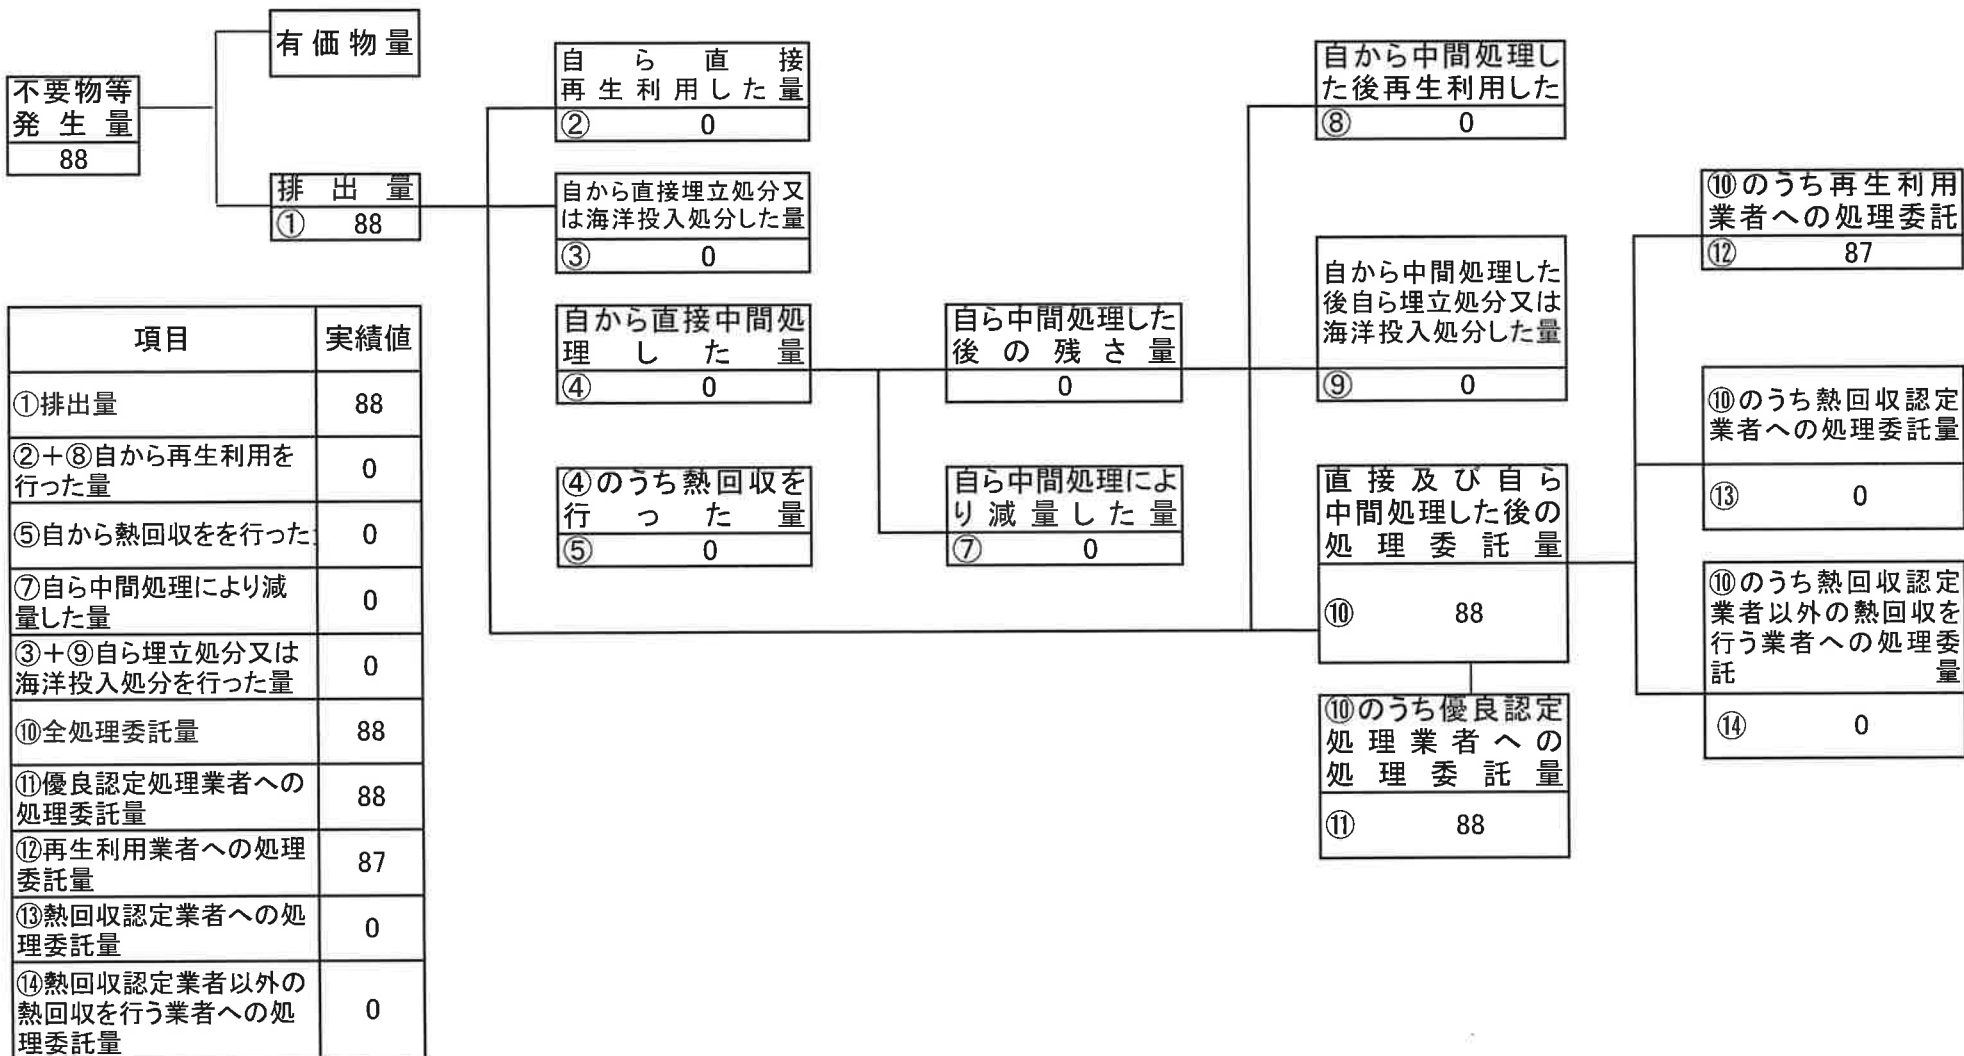 有価物量
不要物等
発生量
88
排出量
① 88
自ら直接
再生利用した量
② 0
自から直接埋立処分又
は海洋投入処分した量
③ 0
自から直接中間処
理した量
④ 0
④のうち熱回収を
行った量
⑤ 0
自ら中間処理した
後の残さ量
0
自ら中間処理によ
り減量した量
⑦ 0
自から中間処理し
た後再生利用した
⑧ 0
自から中間処理した
後自ら埋立処分又は
海洋投入処分した量
⑨ 0
直接及び自ら
中間処理した後の
処理委託量
⑩ 88
⑩のうち優良認定
処理業者への
処理委託量
⑪ 88
⑩のうち再生利用
業者への処理委託
⑫ 87
⑩のうち熱回収認定
業者への処理委託量
⑬ 0
⑩のうち熱回収認定
業者以外の熱回収を
行う業者への処理委
託量
⑭ 0
項目 実績値
①排出量 88
②＋⑧自から再生利用を
行った量 0
⑤自から熱回収をを行った 0
⑦自ら中間処理により減
量した量 0
③＋⑨自ら埋立処分又は
海洋投入処分を行った量 0
⑩全処理委託量 88
⑪優良認定処理業者への
処理委託量 88
⑫再生利用業者への処理
委託量 87
⑬熱回収認定業者への処
理委託量 0
⑭熱回収認定業者以外の
熱回収を行う業者への処
理委託量 0